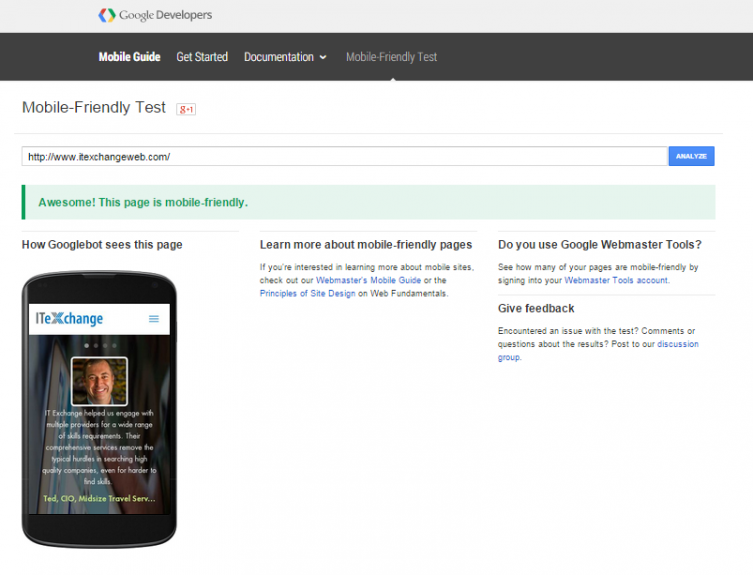 Google Developers
Mobile Guide Get Started Documentation Mobile-Friendly Test
Mobile-Friendly Test g+1
http://www.itexchangeweb.com/ ANALYZE
Awesome! This page is mobile-friendly.
How Googlebot sees this page
ITeXchange
IT Exchange helped us engage with
multiple providers for a wide range
of skills requirements. Their
comprehensive services remove the
typical hurdles in searching high
quality companies, even for harder to
find skills.
Ted, CIO, Midsize Travel Serv...
Learn more about mobile-friendly pages
If you're interested in learning more about mobile sites,
check out our Webmaster's Mobile Guide or the
Principles of Site Design on Web Fundamentals.
Do you use Google Webmaster Tools?
See how many of your pages are mobile-friendly by
signing into your Webmaster Tools account.
Give feedback
Encountered an issue with the test? Comments or
questions about the results? Post to our discussion
group.